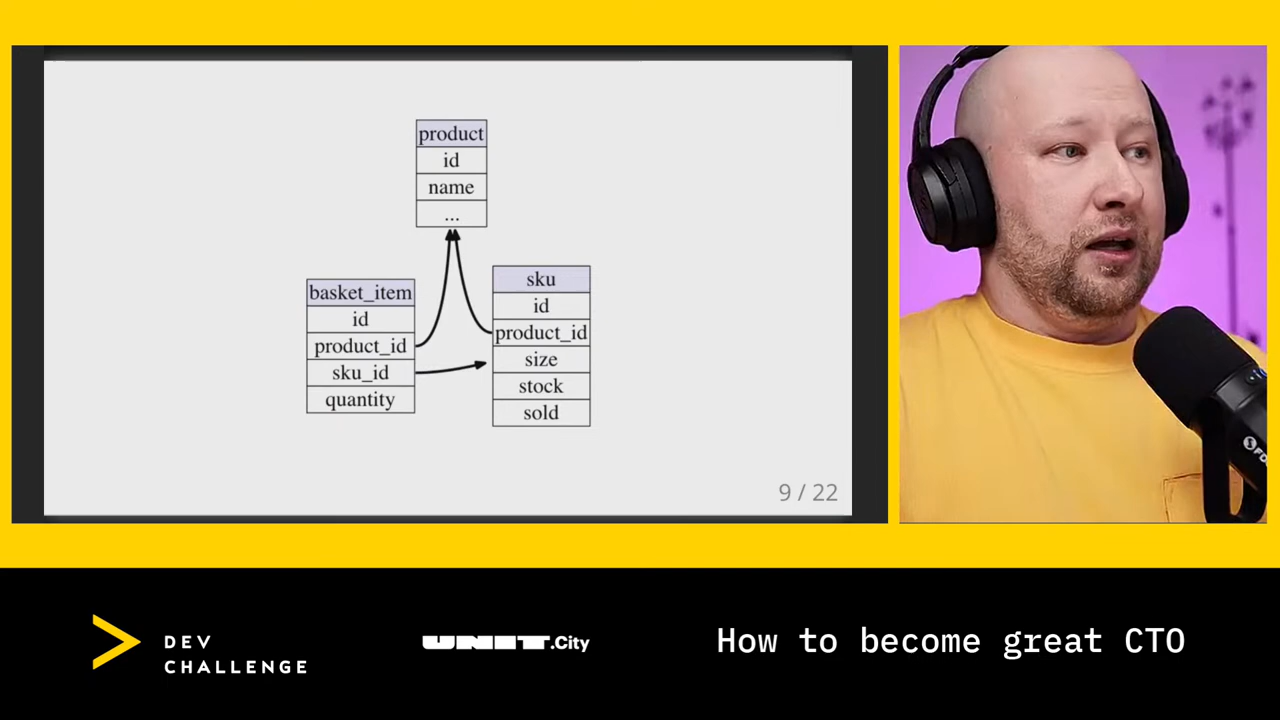 product
id
name
...
basket_item
id
product_id
sku_id
quantity
sku
id
product_id
size
stock
sold
9 / 22
DEV
CHALLENGE
UNIT.City
How to become great CTO